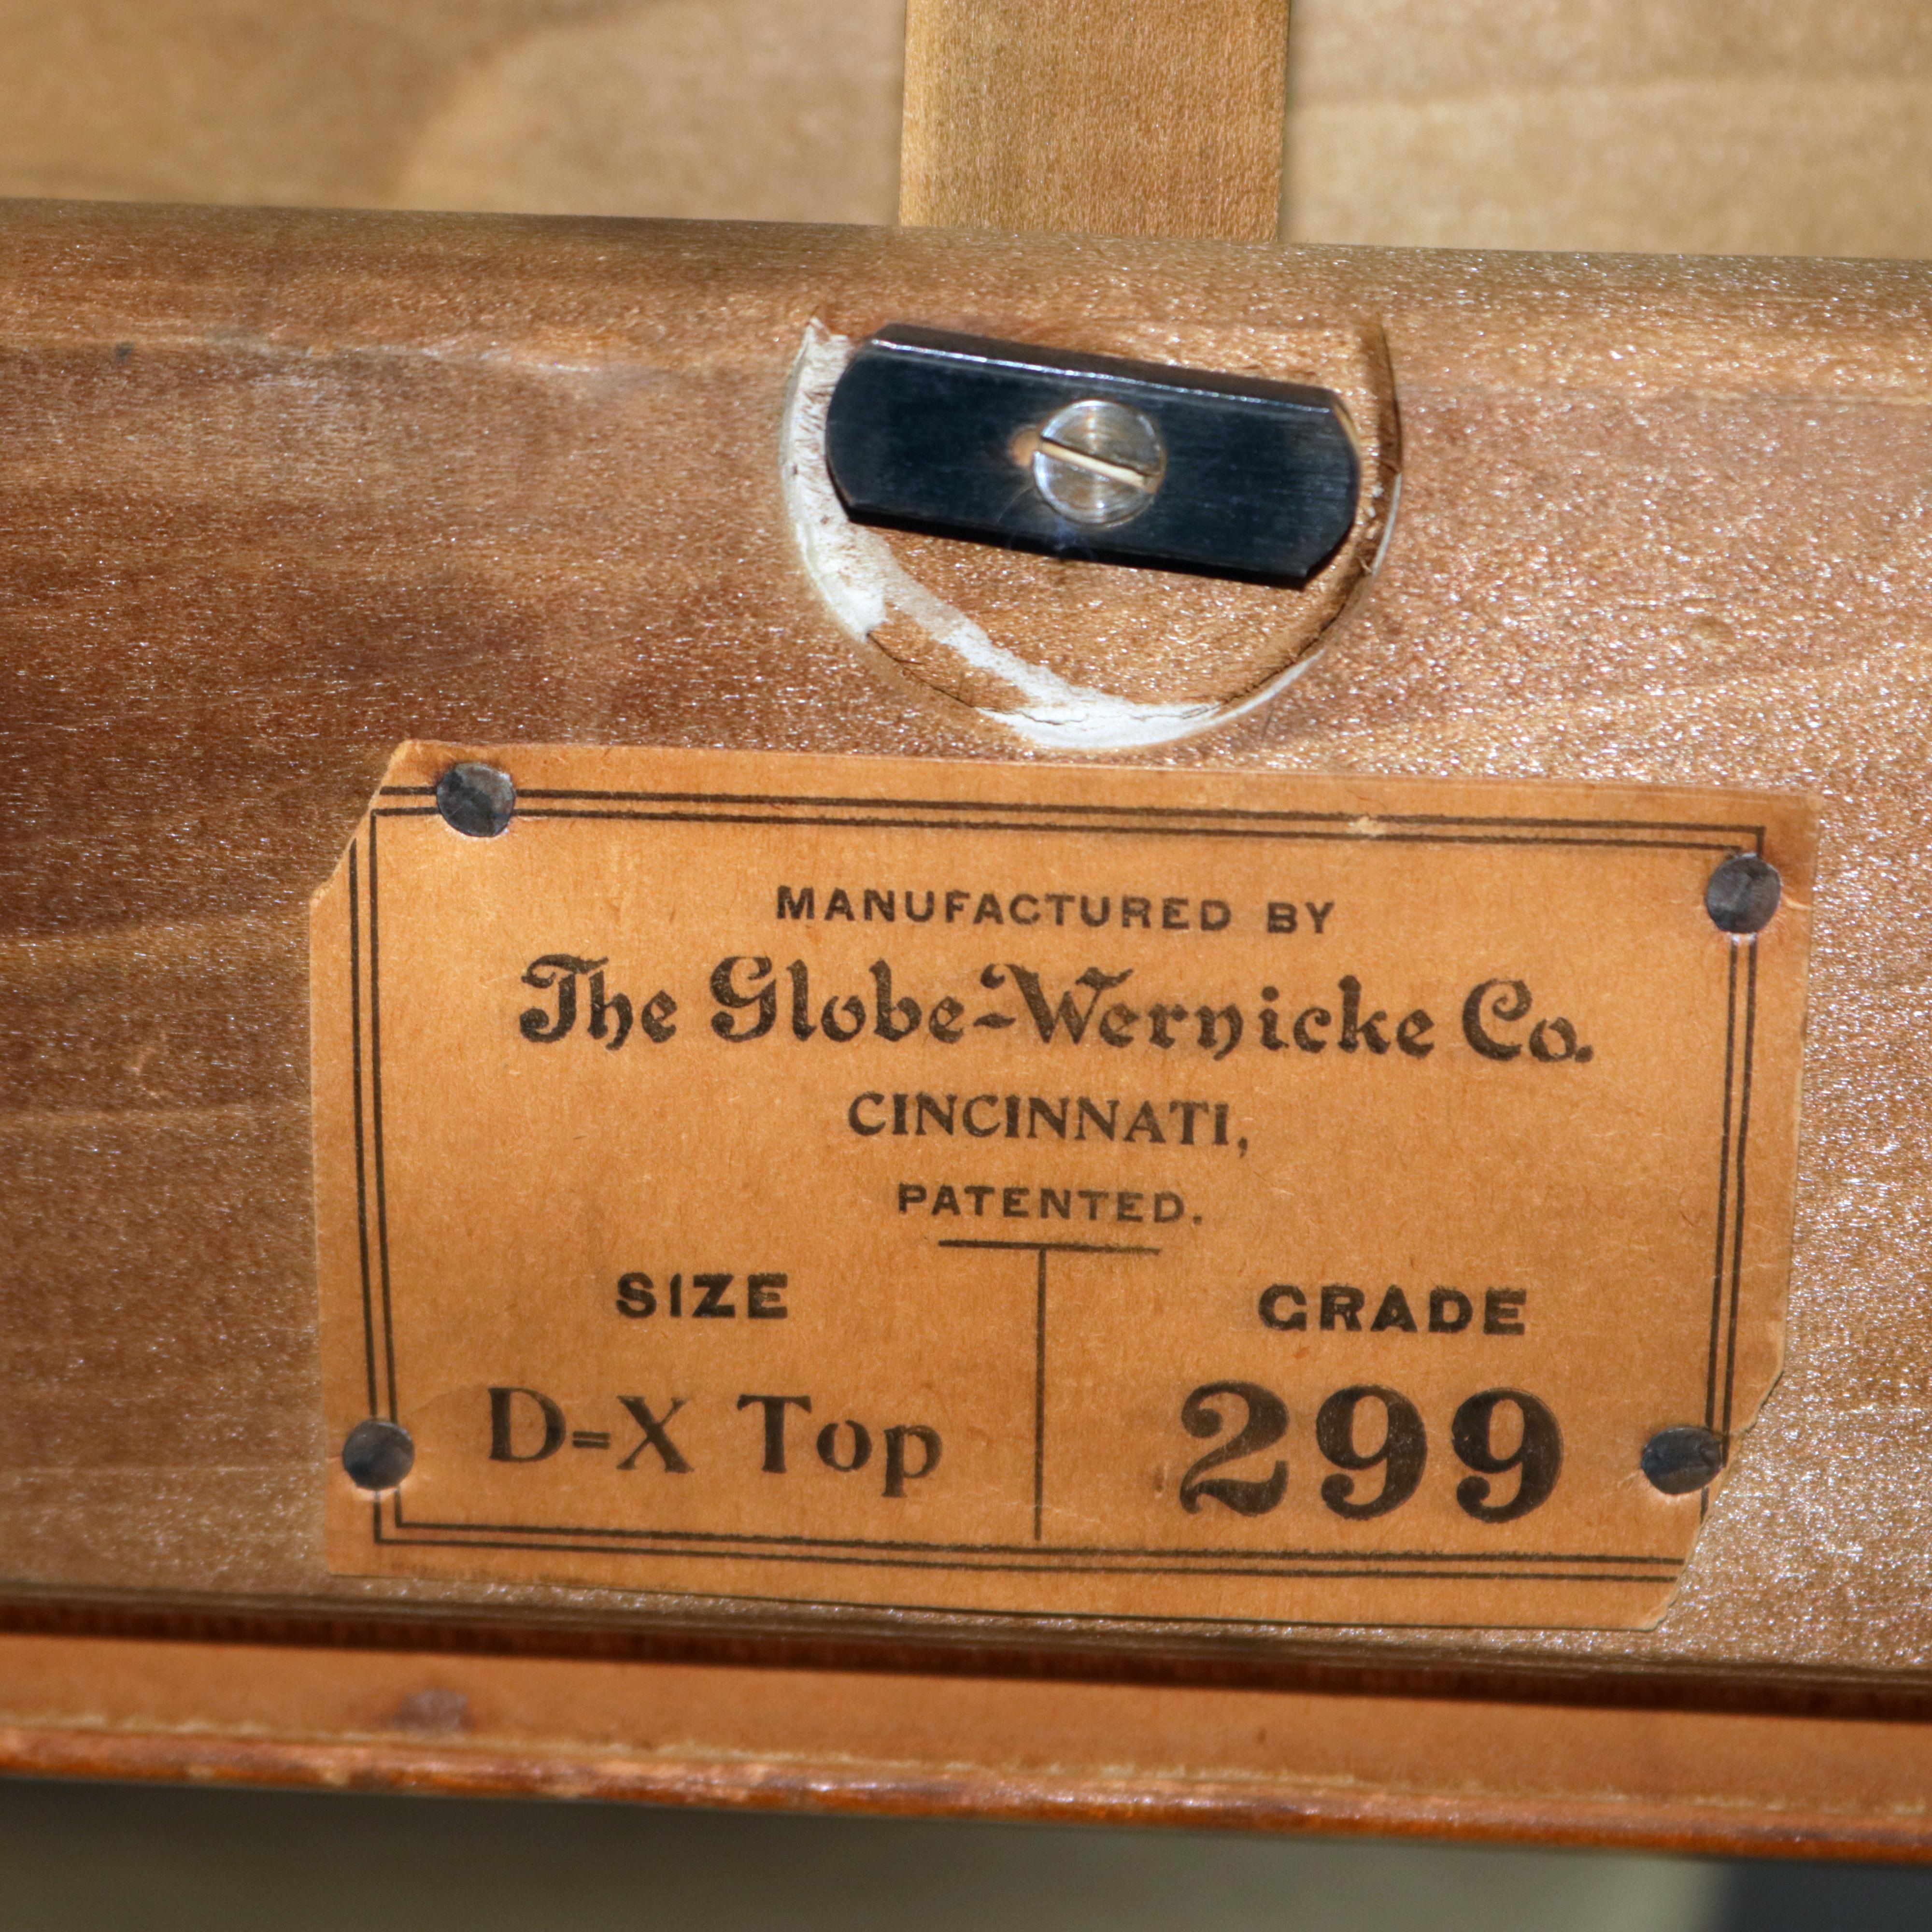 MANUFACTURED BY
The Globe-Wernicke Co.
CINCINNATI,
PATENTED.
SIZE
D=X Top
GRADE
299